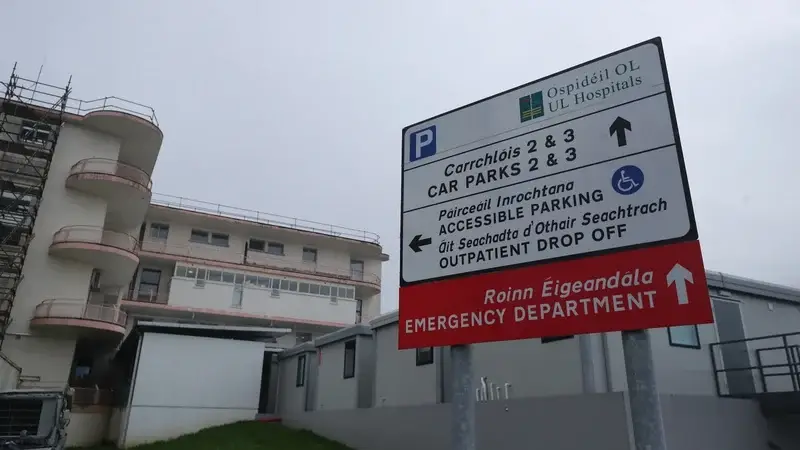 Ospidéil OL
UL Hospitals
P
Carrchlóis 2 & 3
CAR PARKS 2 & 3
Páirceáil Inrochtana
ACCESSIBLE PARKING
Áit Seachadta d'Othair Seachtrach
OUTPATIENT DROP OFF
Roinn Éigeandála
EMERGENCY DEPARTMENT